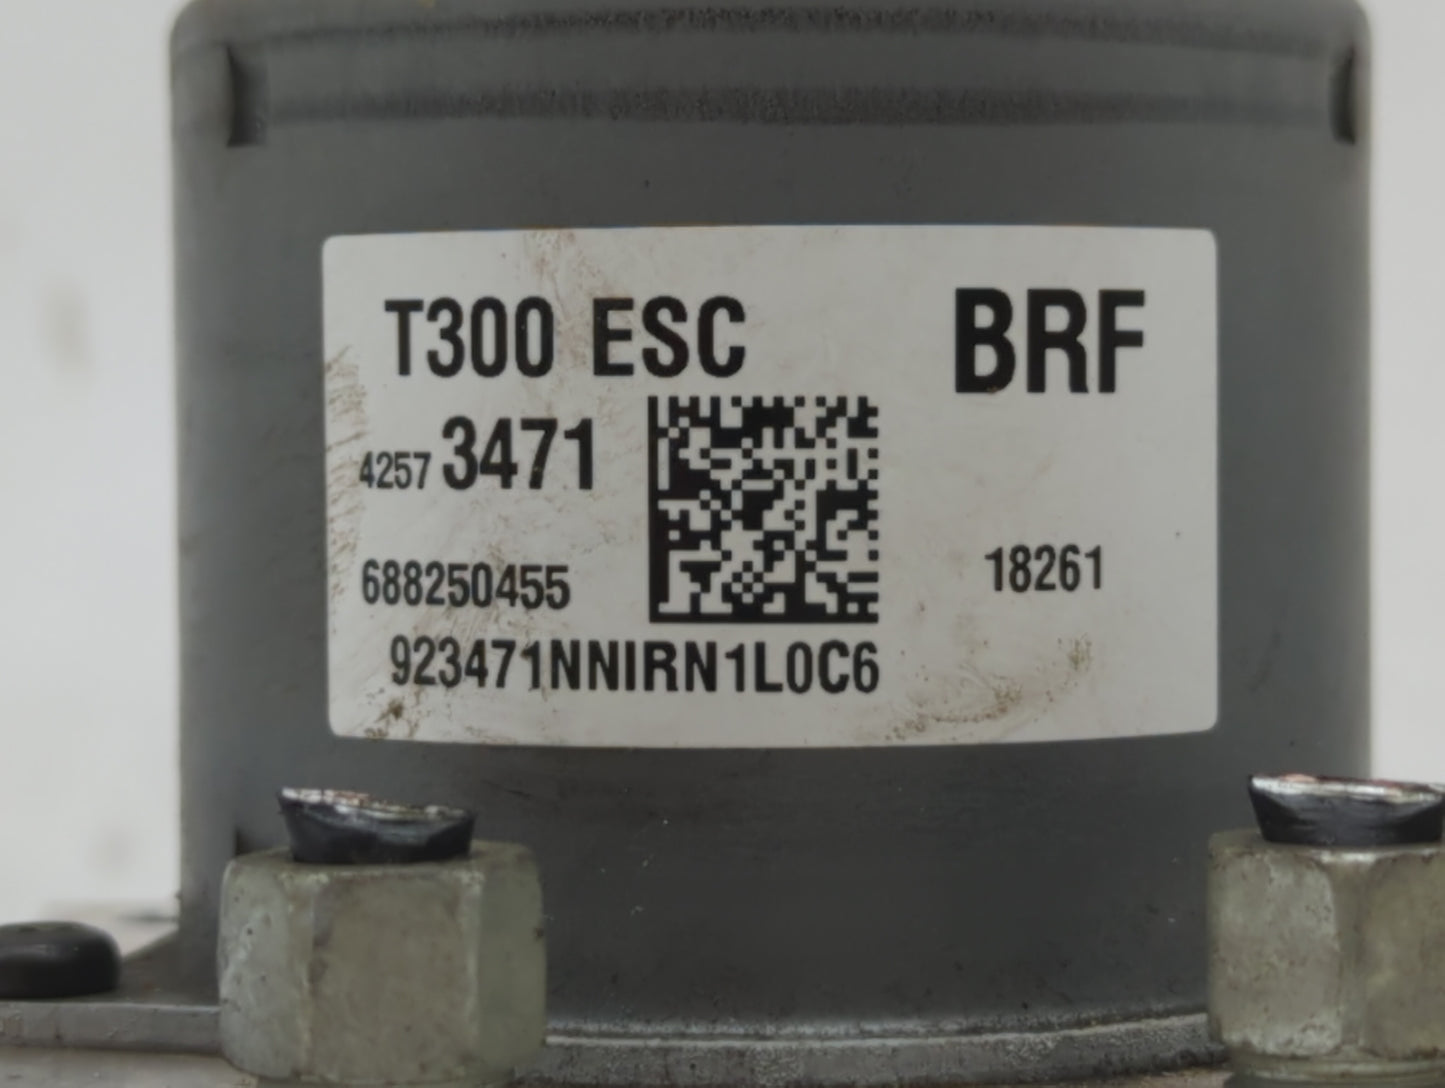 T300 ESC BRF
4257 3471
688250455 18261
923471NNIRN1L0C6